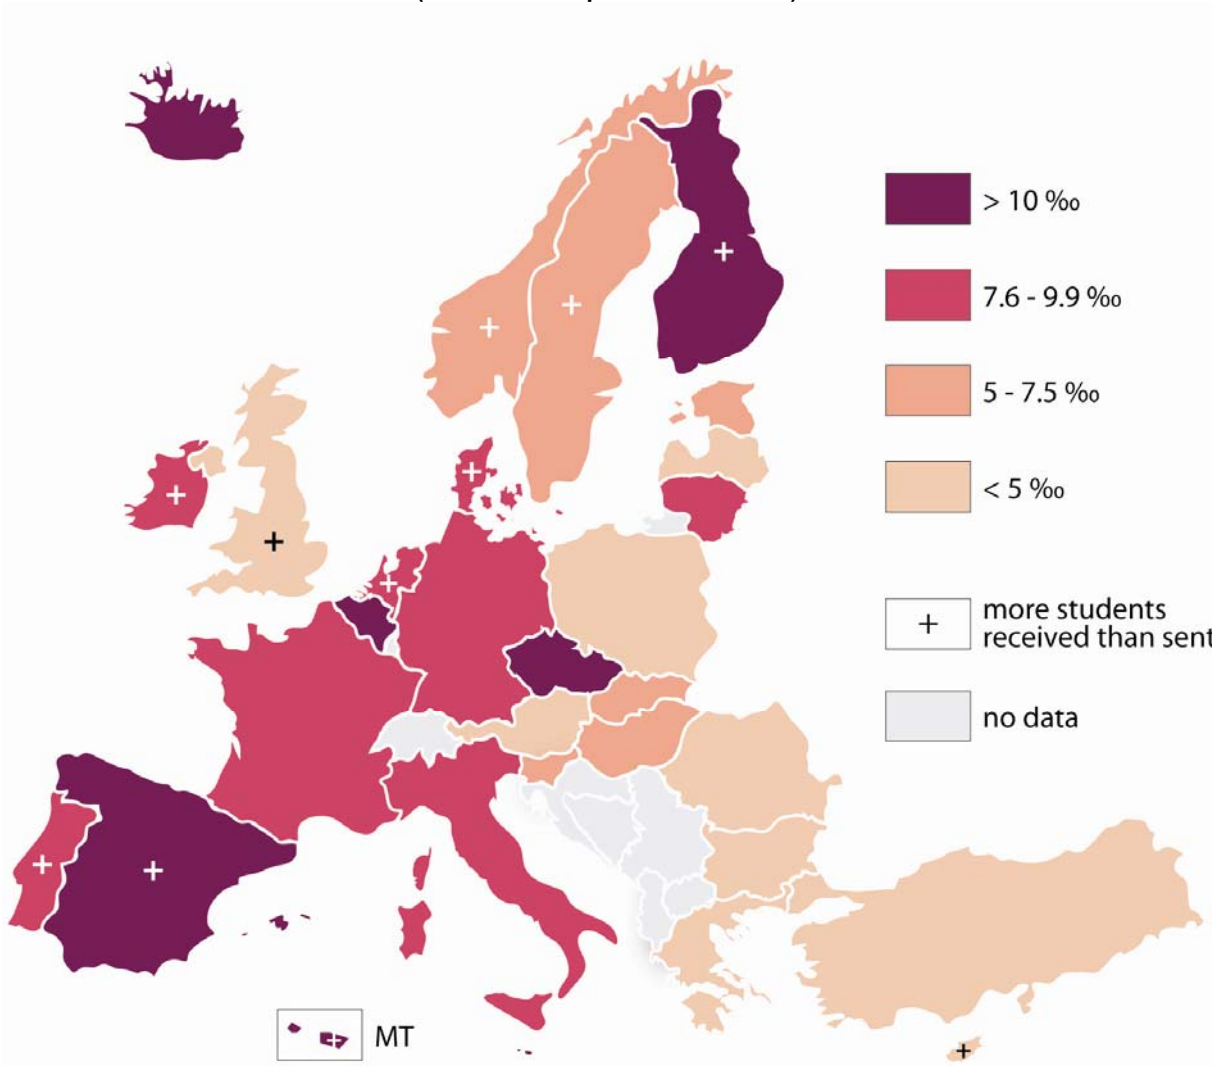 > 10 ‰
7.6 - 9.9 ‰
5 - 7.5 ‰
< 5 ‰
+ more students
received than sent
no data
MT